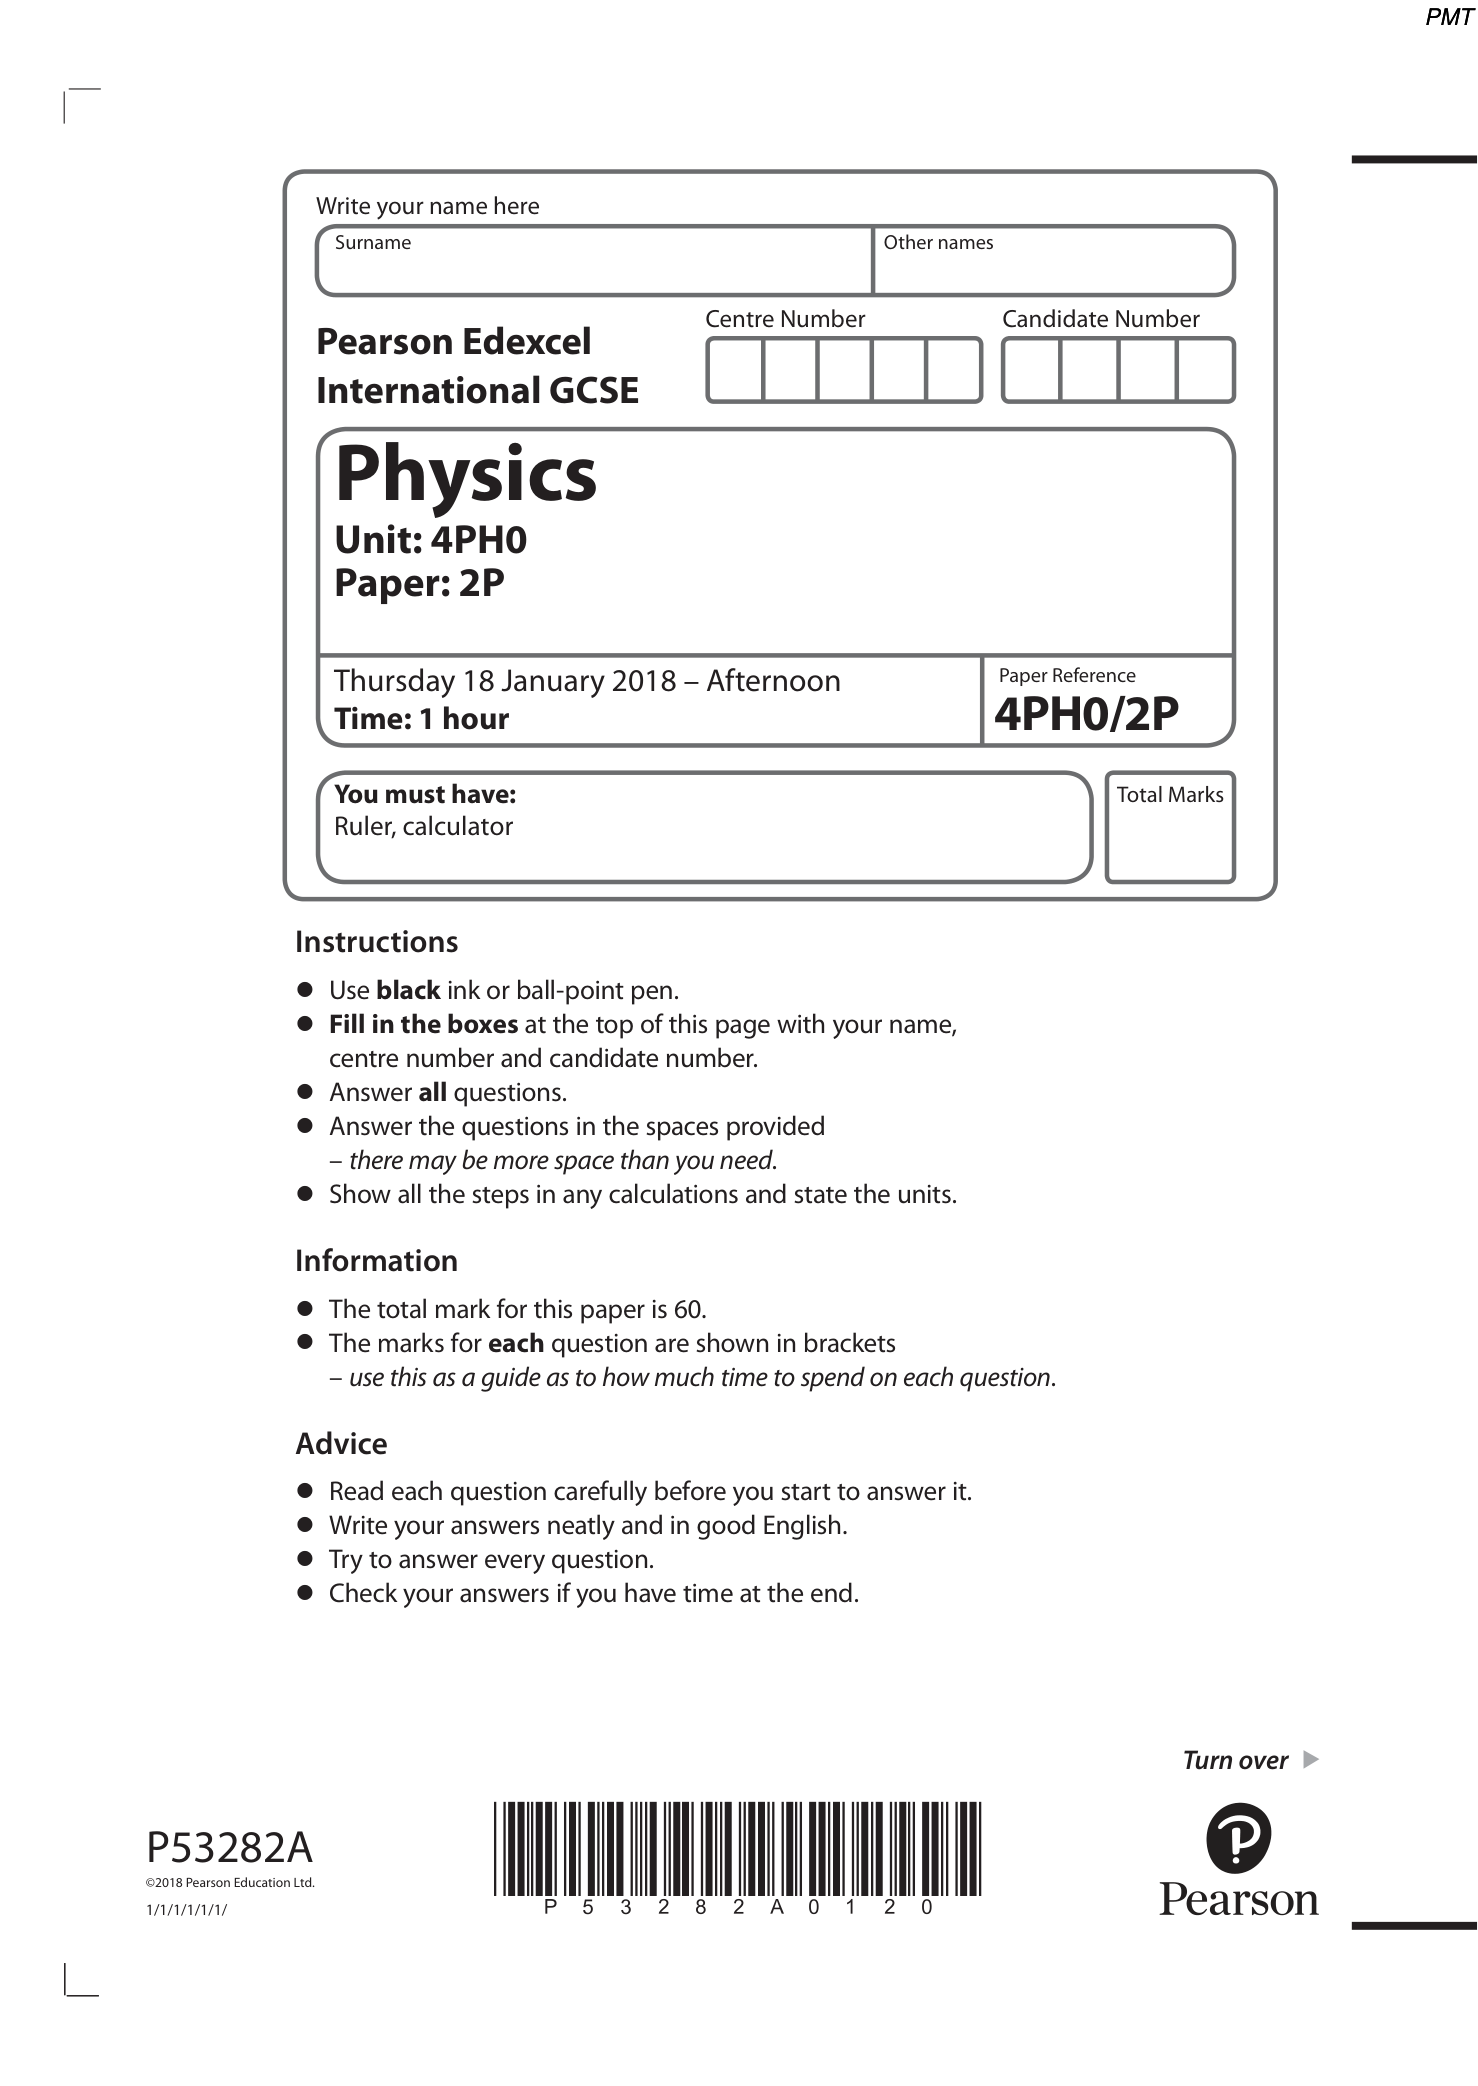 PMT
Write your name here
Surname
Other names
Pearson Edexcel
International GCSE
Centre Number
Candidate Number
Physics
Unit: 4PH0
Paper: 2P
Thursday 18 January 2018 – Afternoon
Time: 1 hour
Paper Reference
4PH0/2P
You must have:
Ruler, calculator
Total Marks
Instructions
● Use black ink or ball-point pen.
● Fill in the boxes at the top of this page with your name,
centre number and candidate number.
● Answer all questions.
● Answer the questions in the spaces provided
– there may be more space than you need.
● Show all the steps in any calculations and state the units.
Information
● The total mark for this paper is 60.
● The marks for each question are shown in brackets
– use this as a guide as to how much time to spend on each question.
Advice
● Read each question carefully before you start to answer it.
● Write your answers neatly and in good English.
● Try to answer every question.
● Check your answers if you have time at the end.
Turn over
P53282A
©2018 Pearson Education Ltd.
1/1/1/1/1/1/
P53282A0120
Pearson